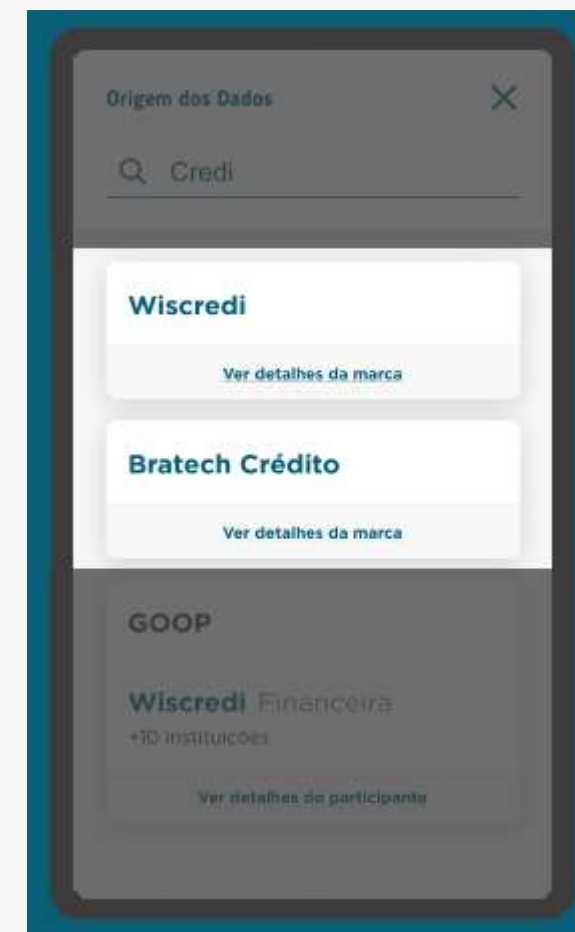 Origem dos Dados
Credi
Wiscredi
Ver detalhes da marca
Bratech Crédito
Ver detalhes da marca
GOOP
Wiscredi Financeira
+10 instituições
Ver detalhes do participante